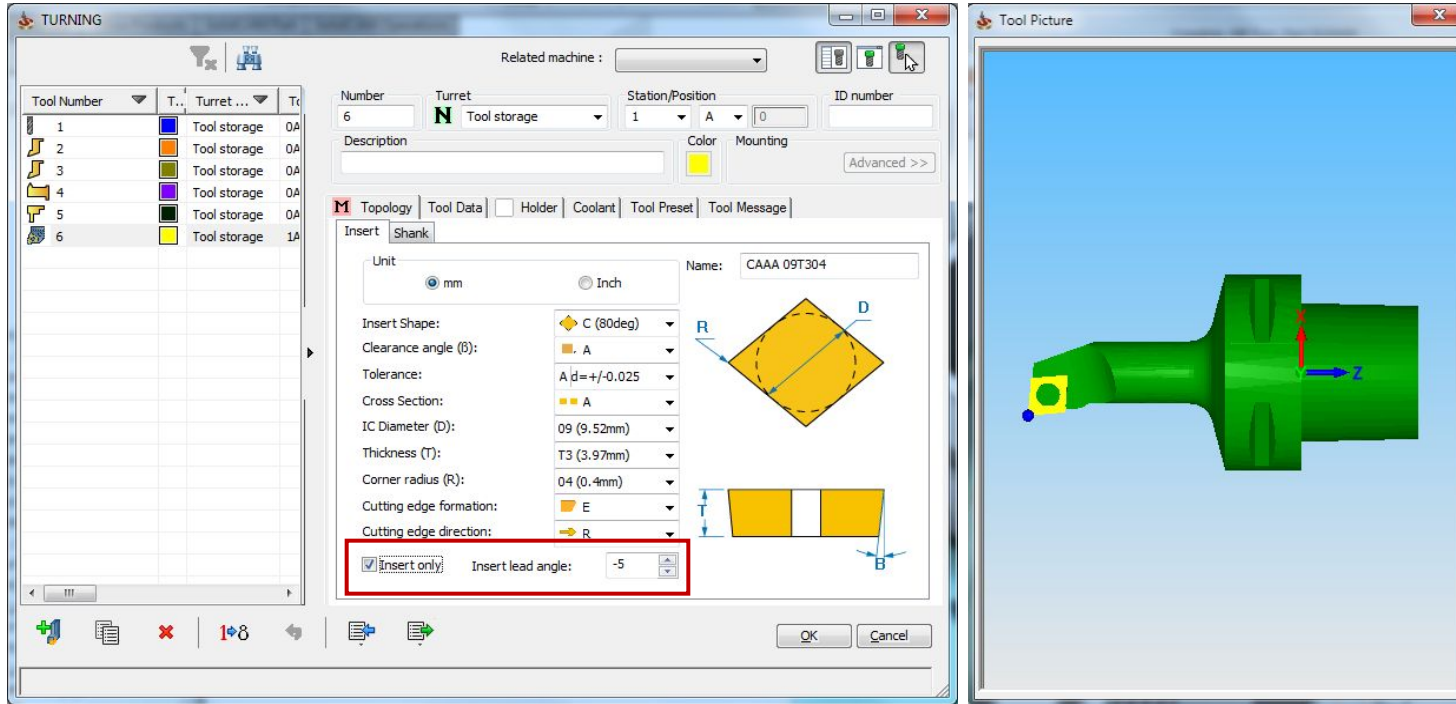 TURNING
Related machine :
Tool Number T.. Turret ... To
1 Tool storage 0A
2 Tool storage 0A
3 Tool storage 0A
4 Tool storage 0A
5 Tool storage 0A
6 Tool storage 1A
Number Turret Station/Position ID number
6 N Tool storage 1 A 0
Description Color Mounting
Advanced >>
M Topology Tool Data Holder Coolant Tool Preset Tool Message
Insert Shank
Unit
mm Inch
Name: CAAA 09T304
Insert Shape: C (80deg)
Clearance angle (ß): A
Tolerance: A d=+/-0.025
Cross Section: A
IC Diameter (D): 09 (9.52mm)
Thickness (T): T3 (3.97mm)
Corner radius (R): 04 (0.4mm)
Cutting edge formation: E
Cutting edge direction: R
Insert only Insert lead angle: -5
R
D
T
B
1 8
OK Cancel
Tool Picture
X
Y
Z